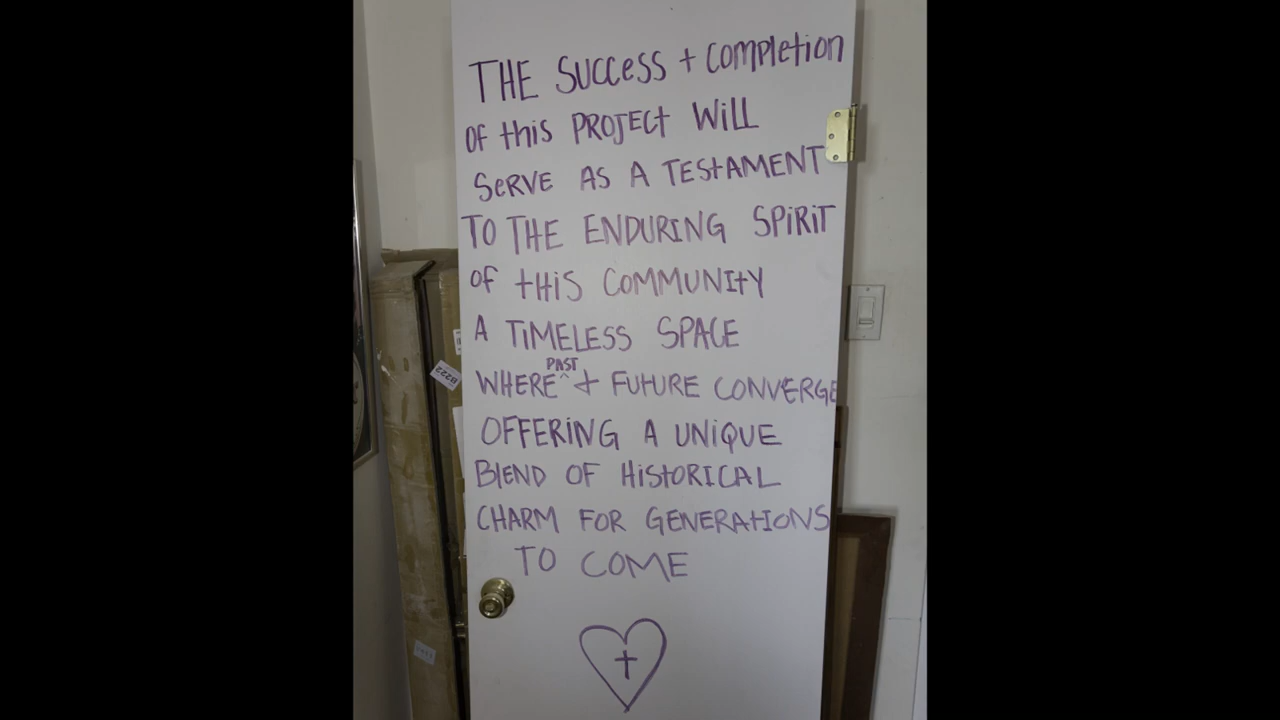 THE SUCCESS + COMPLETION
OF this PROJECT WILL
SERVE AS A TESTAMENT
TO THE ENDURING SPIRIT
OF THIS COMMUNITY
A TIMELESS SPACE
WHERE ^PAST + FUTURE CONVERGE
OFFERING A UNIQUE
BLEND OF HISTORICAL
CHARM FOR GENERATIONS
TO COME
B222